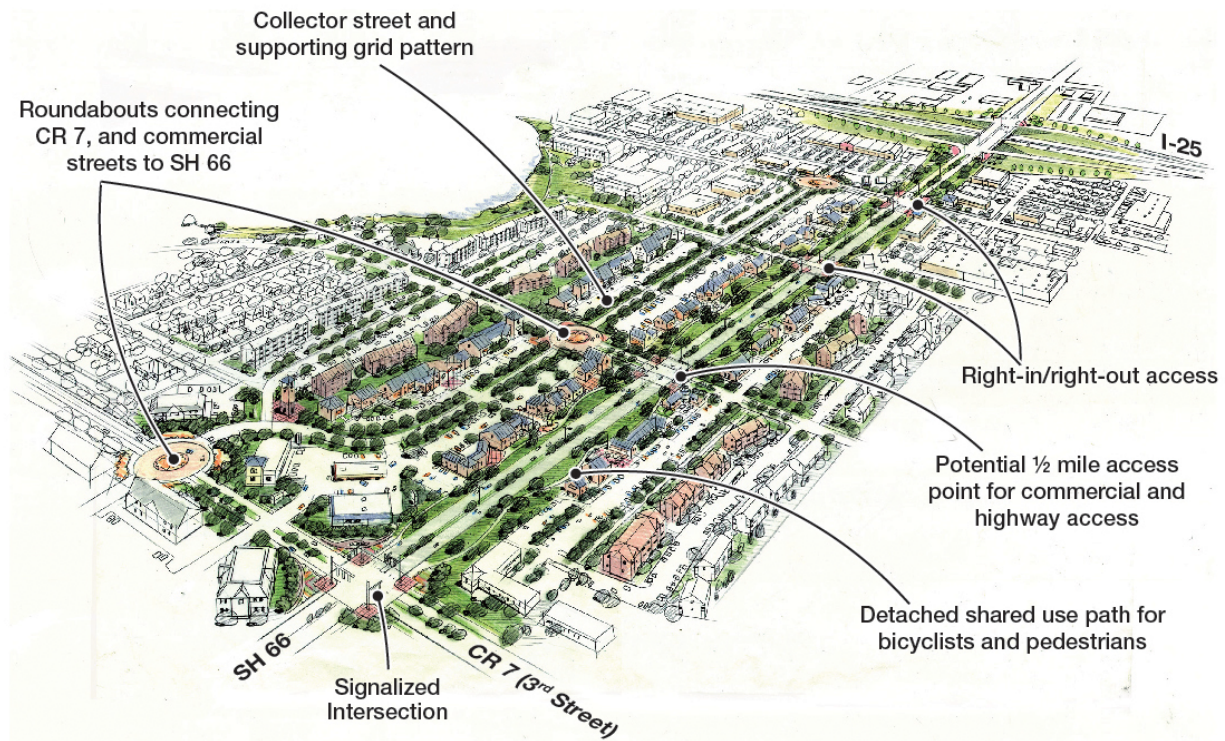 Collector street and
supporting grid pattern
Roundabouts connecting
CR 7, and commercial
streets to SH 66
I-25
Right-in/right-out access
Potential ½ mile access
point for commercial and
highway access
Detached shared use path for
bicyclists and pedestrians
SH 66
CR 7 (3rd Street)
Signalized
Intersection